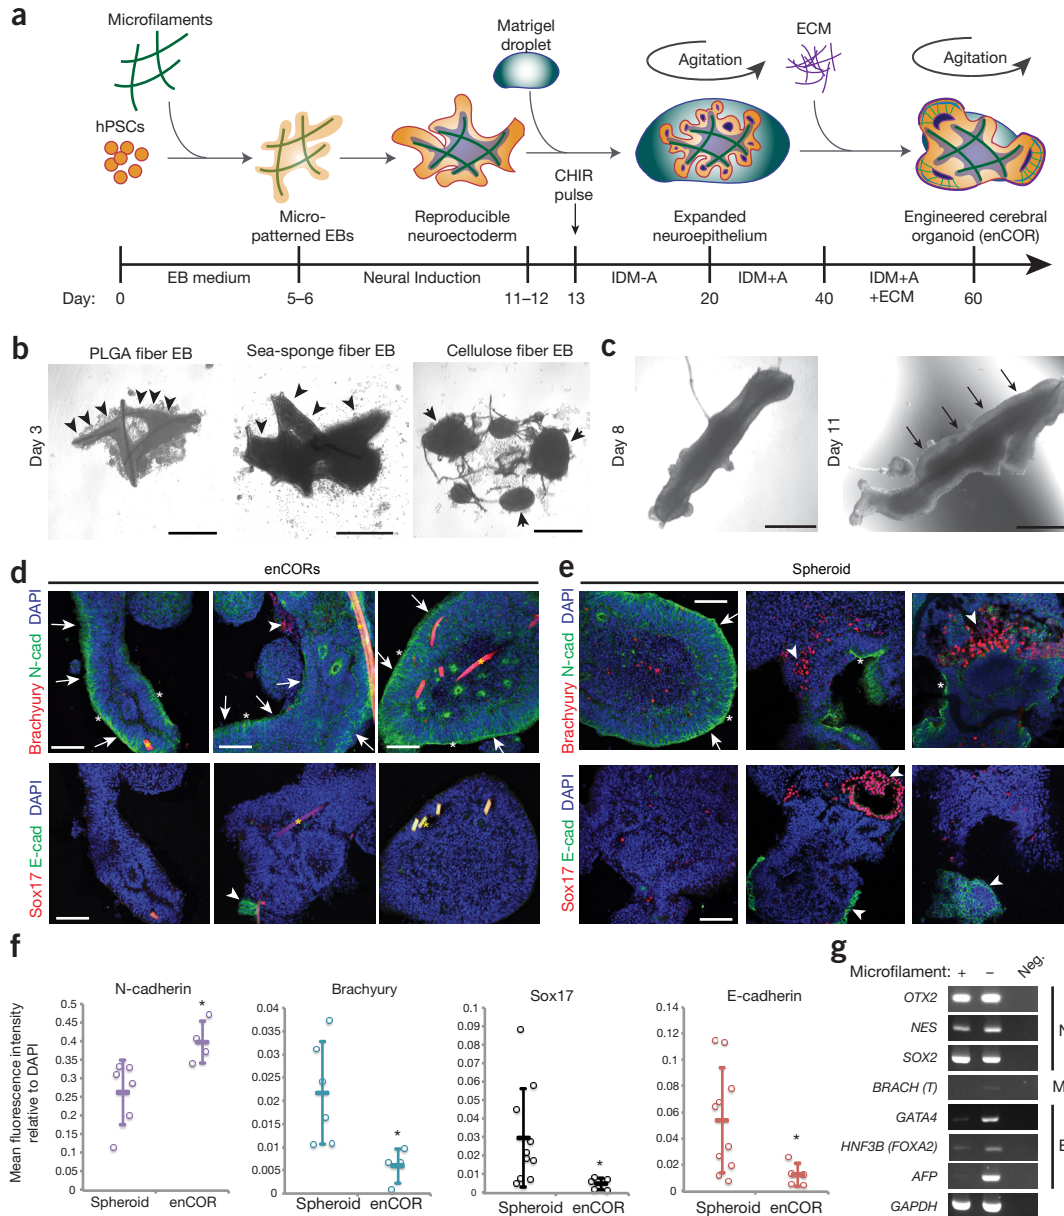 a
Microfilaments
hPSCs
Matrigel
droplet
Agitation
ECM
Agitation
CHIR
pulse
Micro-
patterned EBs
Reproducible
neuroectoderm
Expanded
neuroepithelium
Engineered cerebral
organoid (enCOR)
EB medium
Neural Induction
IDM-A
IDM+A
IDM+A
+ECM
Day: 0 5–6 11–12 13 20 40 60
b
PLGA fiber EB
Sea-sponge fiber EB
Cellulose fiber EB
Day 3
c
Day 8
Day 11
d
enCORs
Brachyury N-cad DAPI
Sox17 E-cad DAPI
e
Spheroid
Brachyury N-cad DAPI
Sox17 E-cad DAPI
f
Mean fluorescence intensity
relative to DAPI
N-cadherin
0.5
0.45
0.4
0.35
0.3
0.25
0.2
0.15
0.1
0.05
0
*
Spheroid enCOR
Brachyury
0.04
0.035
0.03
0.025
0.02
0.015
0.01
0.005
0
*
Spheroid enCOR
Sox17
0.1
0.09
0.08
0.07
0.06
0.05
0.04
0.03
0.02
0.01
0
*
Spheroid enCOR
E-cadherin
0.14
0.12
0.10
0.08
0.06
0.04
0.02
0
*
Spheroid enCOR
g
Microfilament: + – Neg.
OTX2
NES
SOX2
BRACH (T)
GATA4
HNF3B (FOXA2)
AFP
GAPDH
N
M